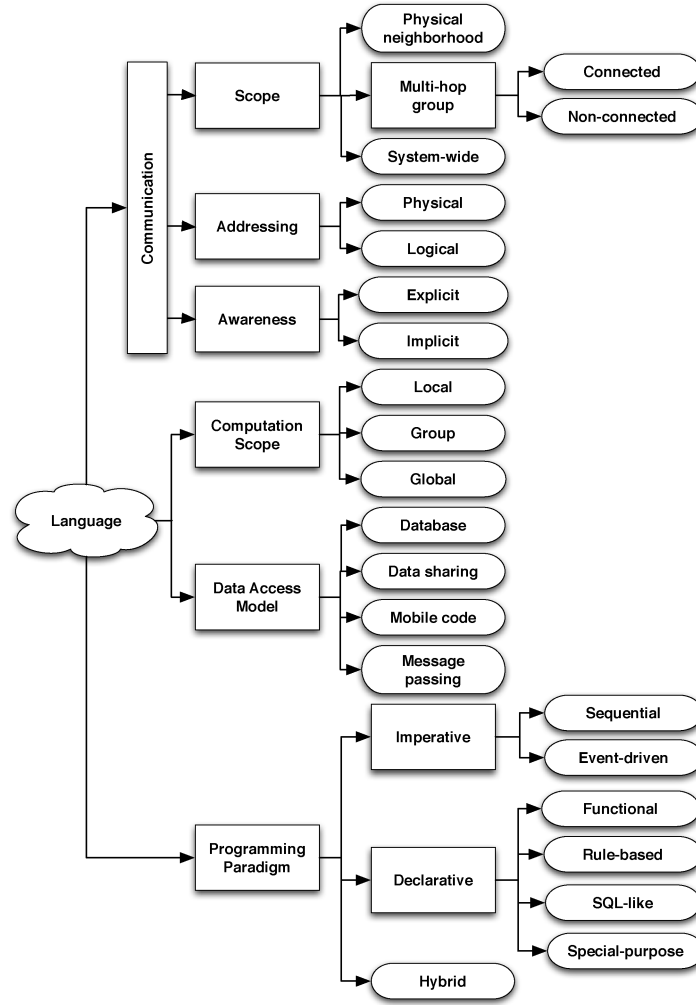 Physical
neighborhood
Scope
Multi-hop
group
Connected
Non-connected
System-wide
Communication
Addressing
Physical
Logical
Awareness
Explicit
Implicit
Computation
Scope
Local
Group
Global
Language
Data Access
Model
Database
Data sharing
Mobile code
Message
passing
Programming
Paradigm
Imperative
Sequential
Event-driven
Declarative
Functional
Rule-based
SQL-like
Special-purpose
Hybrid